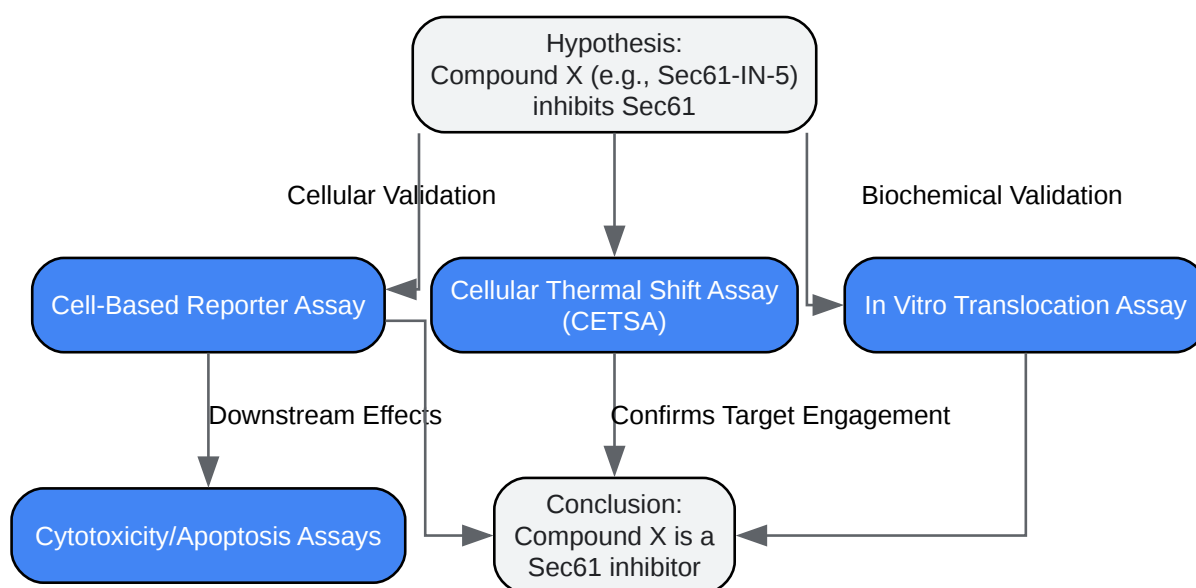 Hypothesis:
Compound X (e.g., Sec61-IN-5)
inhibits Sec61
Cellular Validation
Biochemical Validation
Cell-Based Reporter Assay
Cellular Thermal Shift Assay
(CETSA)
In Vitro Translocation Assay
Downstream Effects
Confirms Target Engagement
Cytotoxicity/Apoptosis Assays
Conclusion:
Compound X is a
Sec61 inhibitor